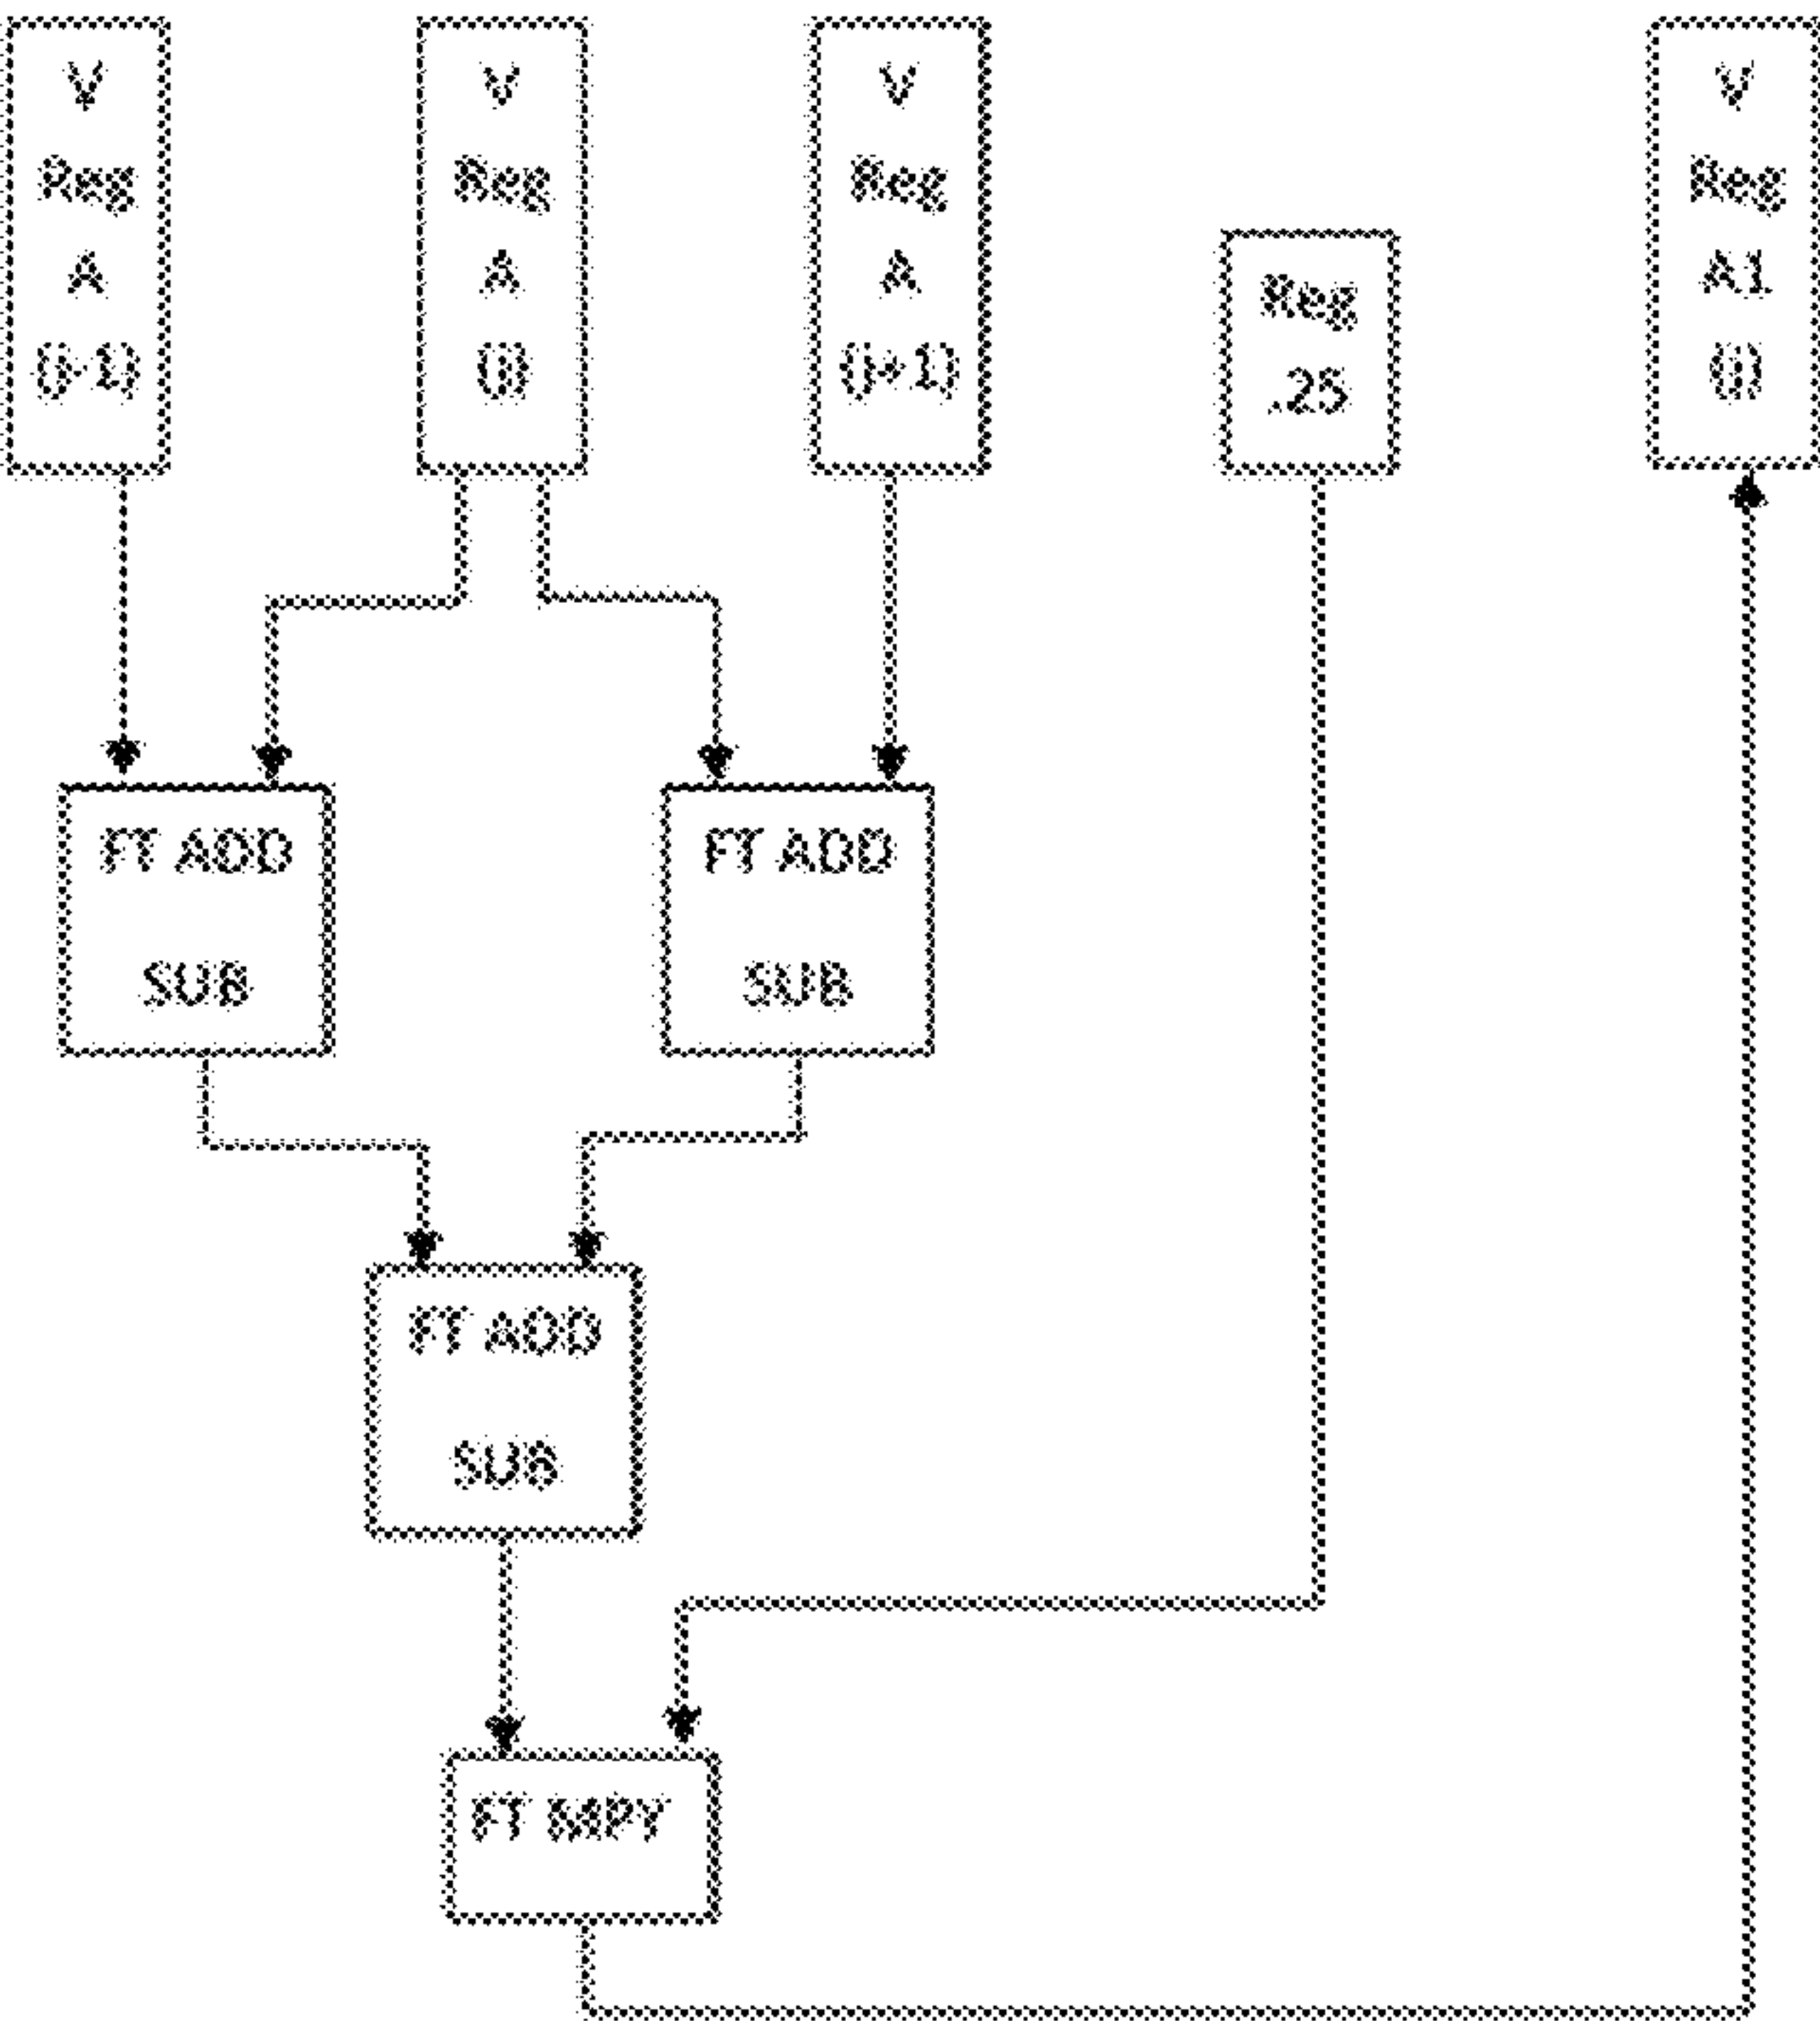 V
Reg
A
(j-1)
V
Reg
A
(j)
V
Reg
A
(j+1)
Reg
.25
V
Reg
A1
(j)
FT ADD
SUB
FT ADD
SUB
FT ADD
SUB
FT MPY